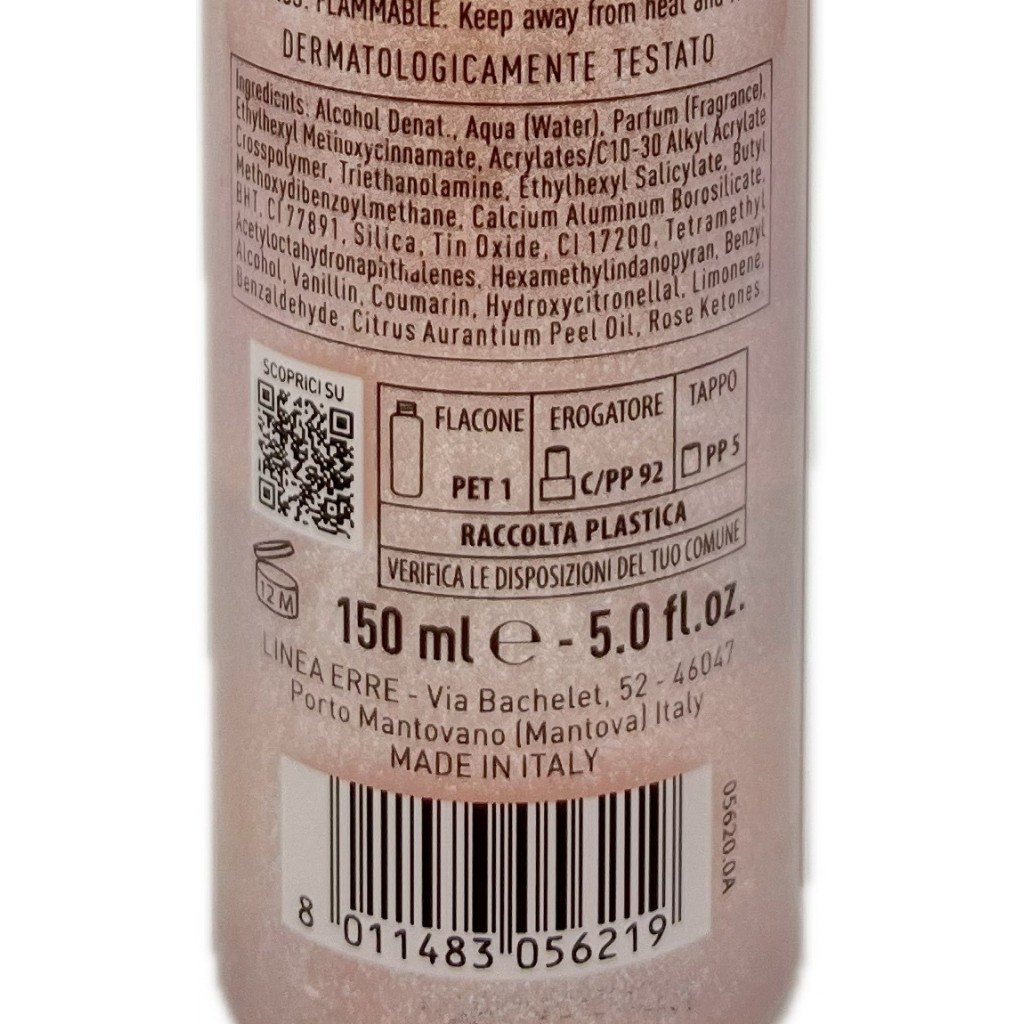 FLAMMABLE. Keep away from heat and
DERMATOLOGICAMENTE TESTATO
Ingredients: Alcohol Denat., Aqua (Water), Parfum (Fragrance),
Ethylhexyl Methoxycinnamate, Acrylates/C10-30 Alkyl Acrylate
Crosspolymer, Triethanolamine, Ethylhexyl Salicylate, Butyl
Methoxydibenzoylmethane, Calcium Aluminum Borosilicate,
BHT, CI 77891, Silica, Tin Oxide, CI 17200, Tetramethyl
Acetyloctahydronaphthalenes, Hexamethylindanopyran, Benzyl
Alcohol, Vanillin, Coumarin, Hydroxycitronellal, Limonene,
Benzaldehyde, Citrus Aurantium Peel Oil, Rose Ketones.
SCOPRICI SU
FLACONE
PET 1
EROGATORE
C/PP 92
TAPPO
PP 5
RACCOLTA PLASTICA
VERIFICA LE DISPOSIZIONI DEL TUO COMUNE
12 M
150 ml ℮ - 5.0 fl.oz.
LINEA ERRE - Via Bachelet, 52 - 46047
Porto Mantovano (Mantova) Italy
MADE IN ITALY
05620.0A
8 011483 056219